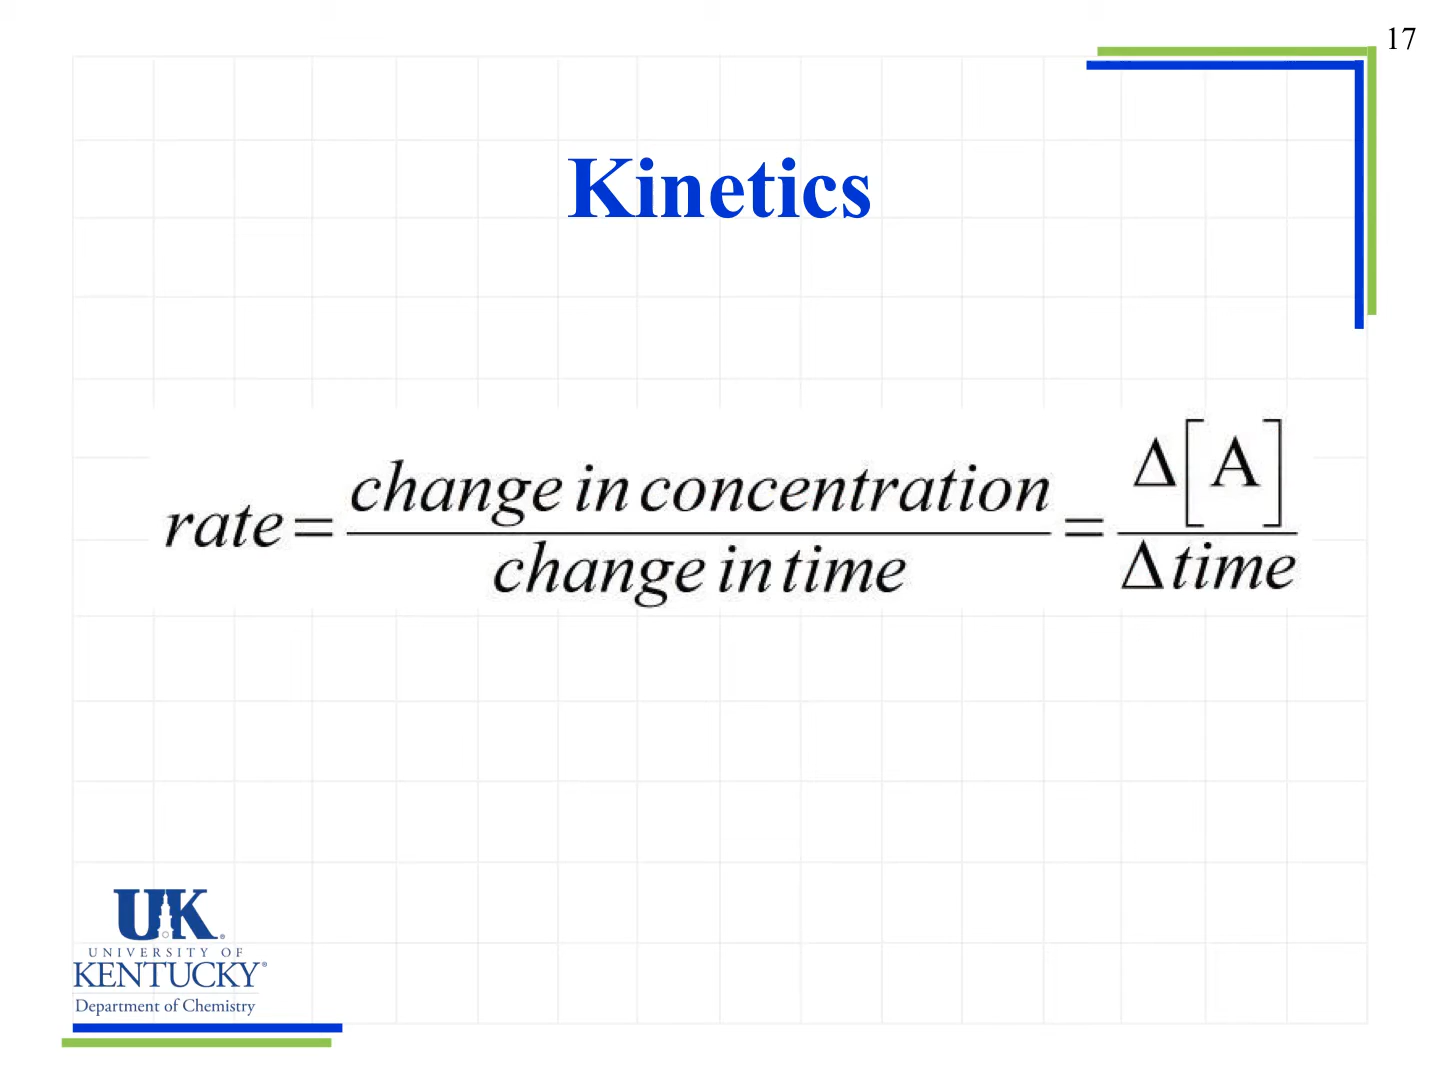 17
Kinetics
rate = change in concentration / change in time = Δ[A] / Δtime
UK®
UNIVERSITY OF
KENTUCKY®
Department of Chemistry